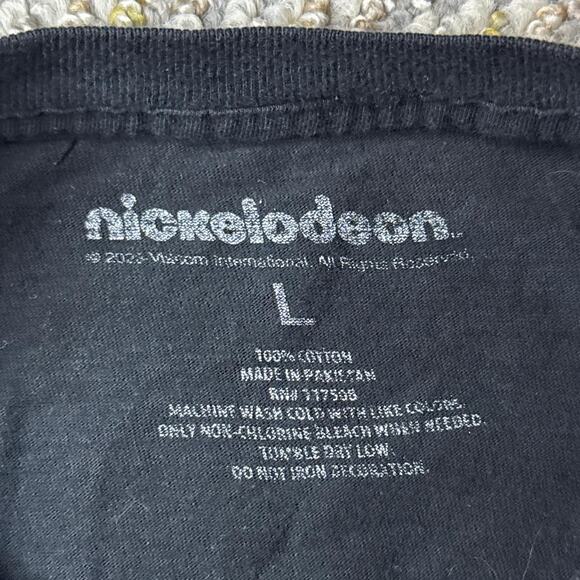 nickelodeon
© 2023 Viacom International. All Rights Reserved.
L
100% COTTON
MADE IN PAKISTAN
RN#
MACHINE WASH COLD WITH LIKE COLORS.
ONLY NON-CHLORINE BLEACH WHEN NEEDED.
TUMBLE DRY LOW.
DO NOT IRON DECORATION.